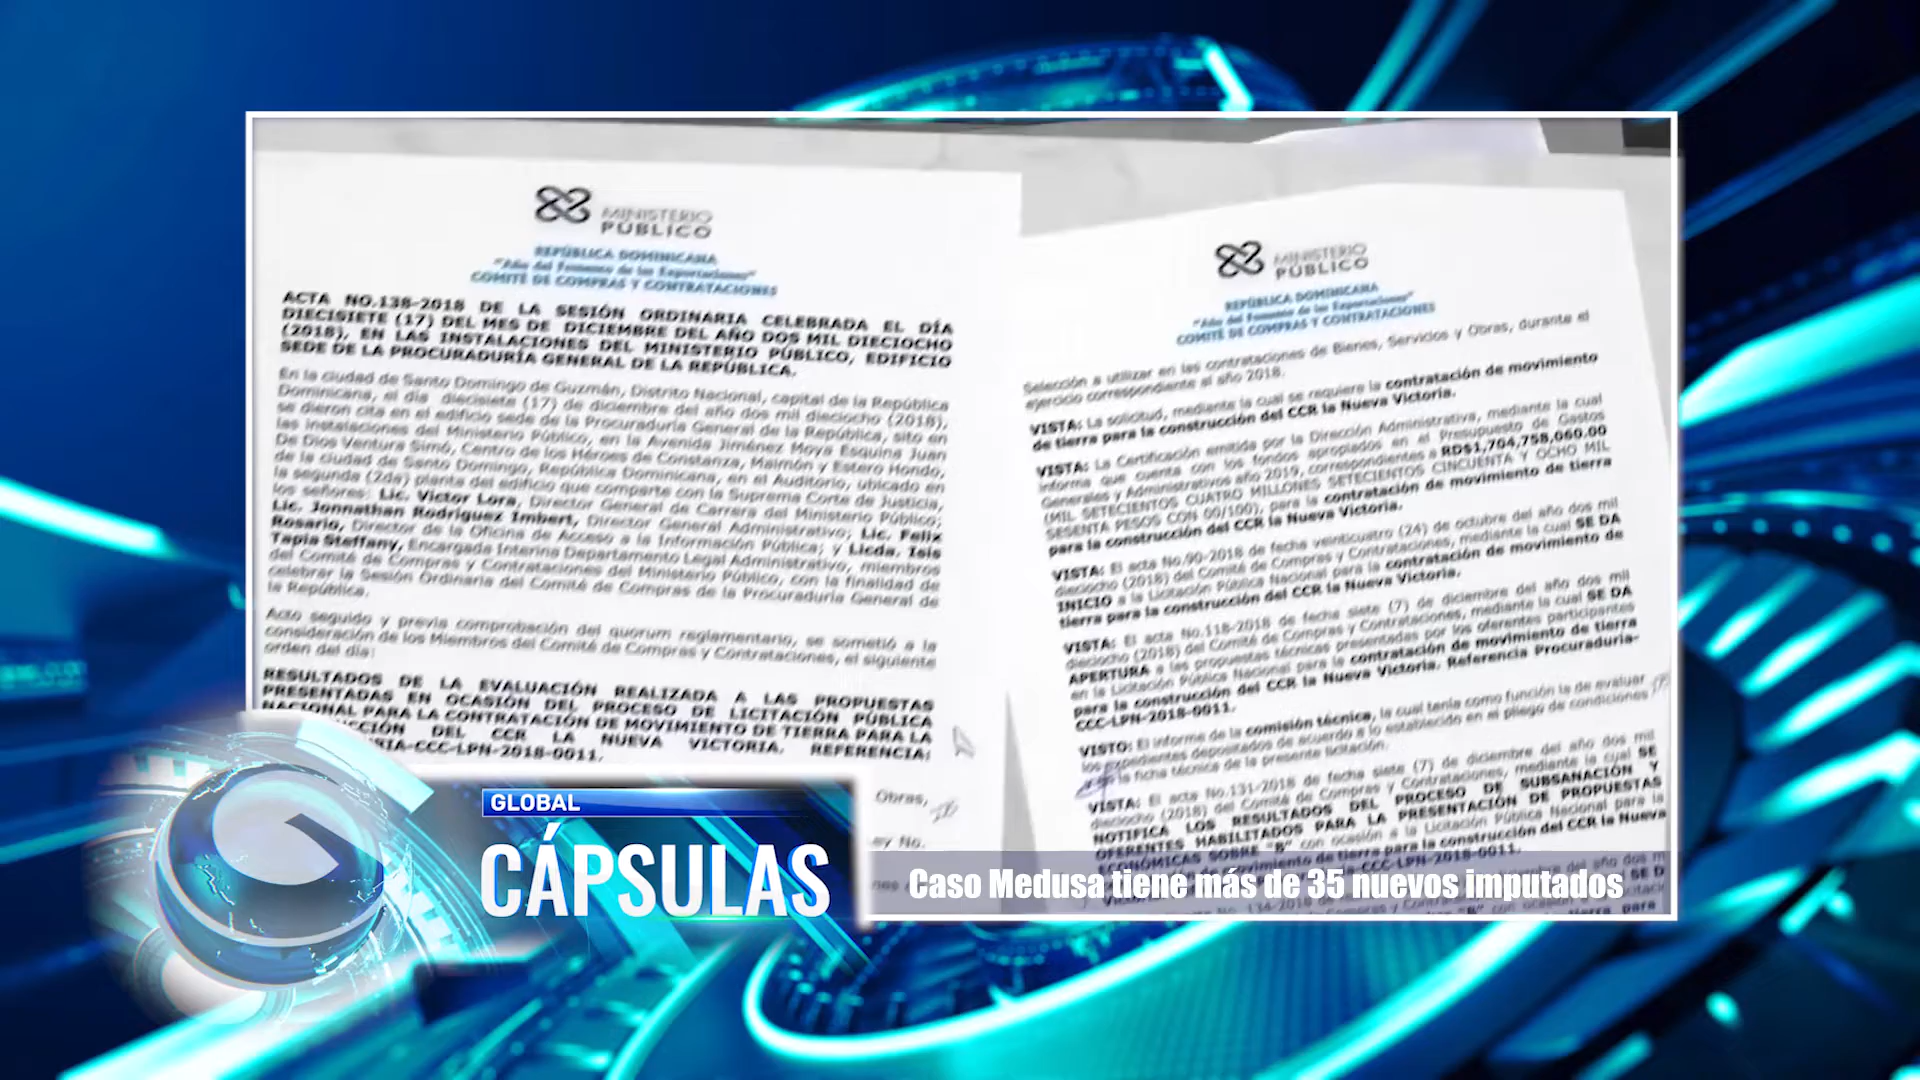 MINISTERIO
PÚBLICO
REPÚBLICA DOMINICANA
"Año del Fomento de las Exportaciones"
COMITÉ DE COMPRAS Y CONTRATACIONES
ACTA NO.138-2018 DE LA SESIÓN ORDINARIA CELEBRADA EL DÍA
DIECISIETE (17) DEL MES DE DICIEMBRE DEL AÑO DOS MIL DIECIOCHO
(2018), EN LAS INSTALACIONES DEL MINISTERIO PÚBLICO, EDIFICIO
SEDE DE LA PROCURADURÍA GENERAL DE LA REPÚBLICA.
En la ciudad de Santo Domingo de Guzmán, Distrito Nacional, capital de la República
Dominicana, el día diecisiete (17) de diciembre del año dos mil dieciocho (2018),
se dieron cita en el edificio sede de la Procuraduría General de la República, sito en
las instalaciones del Ministerio Público, en la Avenida Jiménez Moya Esquina Juan
De Dios Ventura Simó, Centro de los Héroes de Constanza, Maimón y Estero Hondo,
de la ciudad de Santo Domingo, República Dominicana, en el Auditorio, ubicado en
la segunda (2da) planta del edificio que comparte con la Suprema Corte de Justicia,
los señores: Lic. Victor Lora, Director General de Carrera del Ministerio Público;
Lic. Jonnathan Rodriguez Imbert, Director General Administrativo; Lic. Feliz
Rosario, Director de la Oficina de Acceso a la Información Pública; y Licda. Isis
Tapia Steffany, Encargada Interina Departamento Legal Administrativo, miembros
del Comité de Compras y Contrataciones del Ministerio Público, con la finalidad de
celebrar la Sesión Ordinaria del Comité de Compras de la Procuraduría General de
la República.
Acto seguido y previa comprobación del quorum reglamentario, se sometió a la
consideración de los Miembros del Comité de Compras y Contrataciones, el siguiente
orden del día:
RESULTADOS DE LA EVALUACIÓN REALIZADA A LAS PROPUESTAS
PRESENTADAS EN OCASIÓN DEL PROCESO DE LICITACIÓN PÚBLICA
NACIONAL PARA LA CONTRATACIÓN DE MOVIMIENTO DE TIERRA PARA LA
CCIÓN DEL CCR LA NUEVA VICTORIA. REFERENCIA:
RIA-CCC-LPN-2018-0011.
Obras,
ey No.
MINISTERIO
PÚBLICO
REPÚBLICA DOMINICANA
"Año del Fomento de las Exportaciones"
COMITÉ DE COMPRAS Y CONTRATACIONES
Selección a utilizar en las contrataciones de Bienes, Servicios y Obras, durante el
ejercicio correspondiente al año 2018.
VISTA: La solicitud, mediante la cual se requiere la contratación de movimiento
de tierra para la construcción del CCR la Nueva Victoria.
VISTA: La Certificación emitida por la Dirección Administrativa, mediante la cual
informa que cuenta con los fondos apropiados en el Presupuesto de Gastos
Generales y Administrativos año 2019, correspondientes a RD$1,704,758,060.00
(MIL SETECIENTOS CUATRO MILLONES SETECIENTOS CINCUENTA Y OCHO MIL
SESENTA PESOS CON 00/100), para la contratación de movimiento de tierra
para la construcción del CCR la Nueva Victoria.
VISTA: El acta No.90-2018 de fecha veinticuatro (24) de octubre del año dos mil
dieciocho (2018) del Comité de Compras y Contrataciones, mediante la cual SE DA
INICIO a la Licitación Pública Nacional para la contratación de movimiento de
tierra para la construcción del CCR la Nueva Victoria.
VISTA: El acta No.118-2018 de fecha siete (7) de diciembre del año dos mil
dieciocho (2018) del Comité de Compras y Contrataciones, mediante la cual SE DA
APERTURA a las propuestas técnicas presentadas por los oferentes participantes
en la Licitación Pública Nacional para la contratación de movimiento de tierra
para la construcción del CCR la Nueva Victoria. Referencia Procuraduria-
CCC-LPN-2018-0011.
VISTO: El informe de la comisión técnica, la cual tenía como función la de evaluar
los expedientes depositados de acuerdo a lo establecido en el pliego de condiciones
la ficha técnica de la presente licitación.
VISTA: El acta No.131-2018 de fecha siete (7) de diciembre del año dos mil
dieciocho (2018) del Comité de Compras y Contrataciones, mediante la cual SE
NOTIFICA LOS RESULTADOS DEL PROCESO DE SUBSANACIÓN Y
OFERENTES HABILITADOS PARA LA PRESENTACIÓN DE PROPUESTAS
ECONÓMICAS SOBRE "B" con ocasión a la Licitación Pública Nacional para la
movimiento de tierra para la construcción del CCR la Nueva
CCC-LPN-2018-0011.
GLOBAL
CÁPSULAS
Caso Medusa tiene más de 35 nuevos imputados